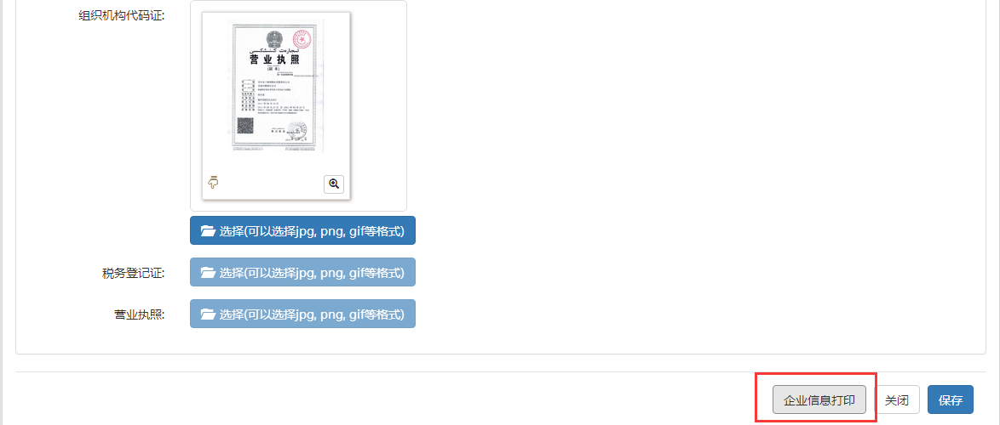 组织机构代码证:
营业执照
(副本)
选择(可以选择jpg, png, gif等格式)
税务登记证: 选择(可以选择jpg, png, gif等格式)
营业执照: 选择(可以选择jpg, png, gif等格式)
企业信息打印 关闭 保存